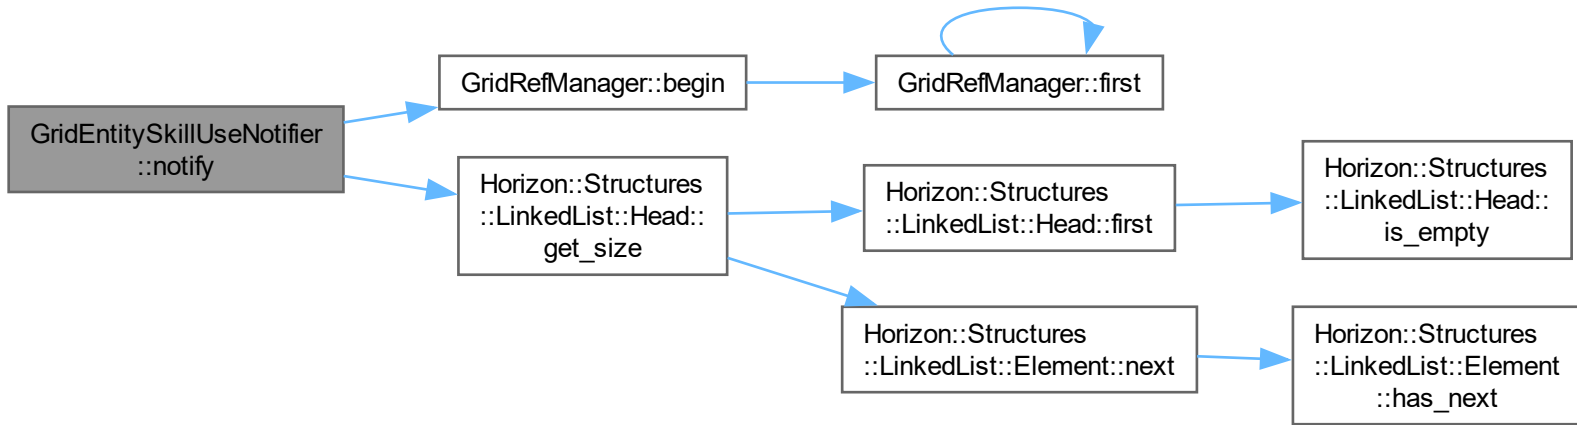 GridEntitySkillUseNotifier
::notify
GridRefManager::begin
GridRefManager::first
Horizon::Structures
::LinkedList::Head::
get_size
Horizon::Structures
::LinkedList::Head::first
Horizon::Structures
::LinkedList::Head::
is_empty
Horizon::Structures
::LinkedList::Element::next
Horizon::Structures
::LinkedList::Element
::has_next